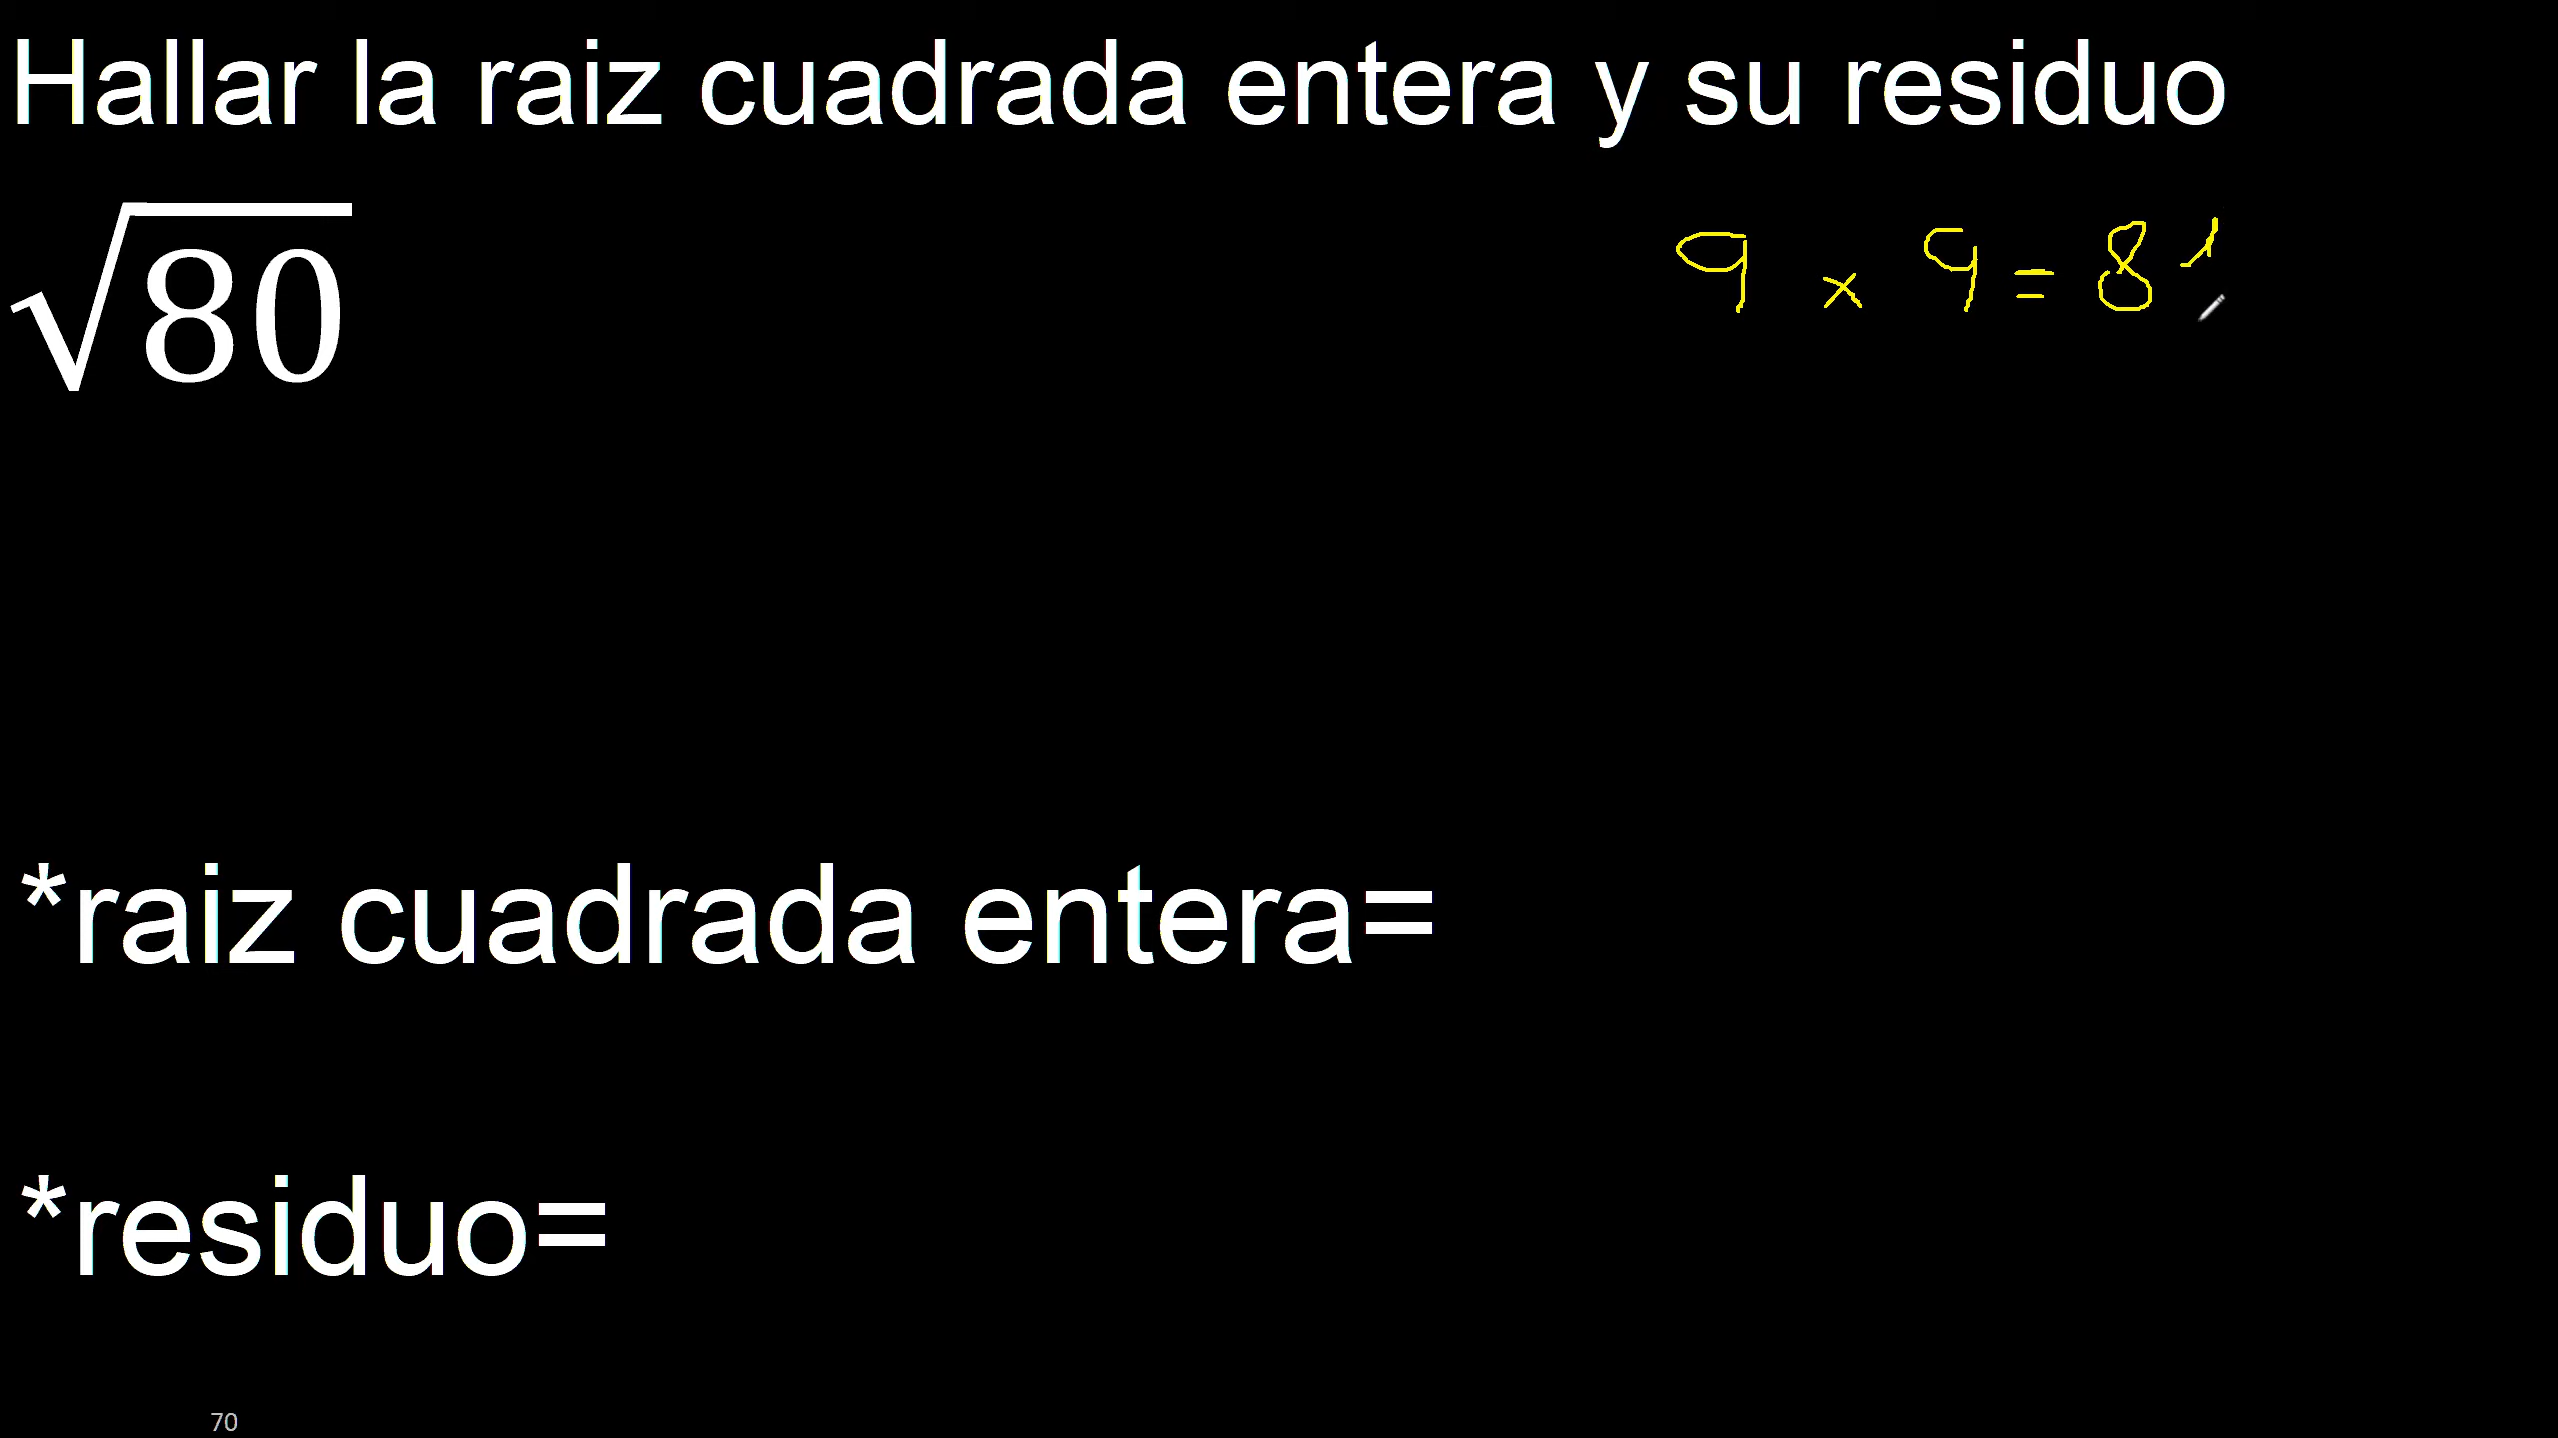 Hallar la raiz cuadrada entera y su residuo
√80
9 x 9 = 81
*raiz cuadrada entera=
*residuo=
70